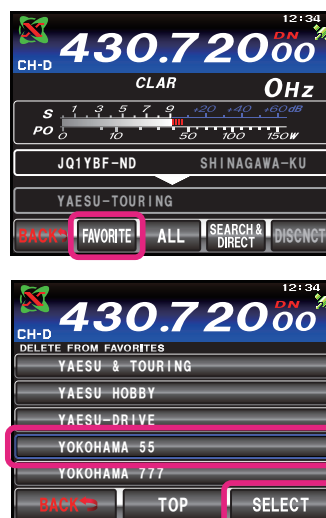 12:34
DN
430.72000
CH-D
CLAR 0Hz
S 1 3 5 7 9 +20 +40 +60dB
PO 0 10 50 100 150W
JQ1YBF-ND SHINAGAWA-KU
YAESU-TOURING
BACK FAVORITE ALL SEARCH & DIRECT DISCNCT
12:34
DN
430.72000
CH-D
DELETE FROM FAVORITES
YAESU & TOURING
YAESU HOBBY
YAESU-DRIVE
YOKOHAMA 55
YOKOHAMA 777
BACK TOP SELECT